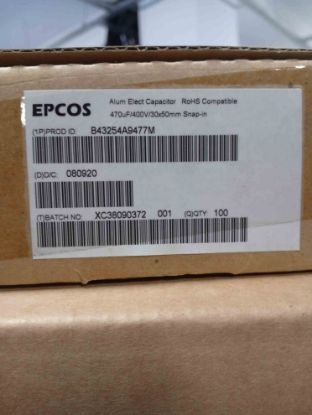 EPCOS
Alum Elect Capacitor RoHS Compatible
470uF/400V/30x50mm Snap-in
(1P)PROD ID: B43254A9477M
(D)D/C: 080920
(T)BATCH NO: XC38090372 001 (Q)QTY: 100